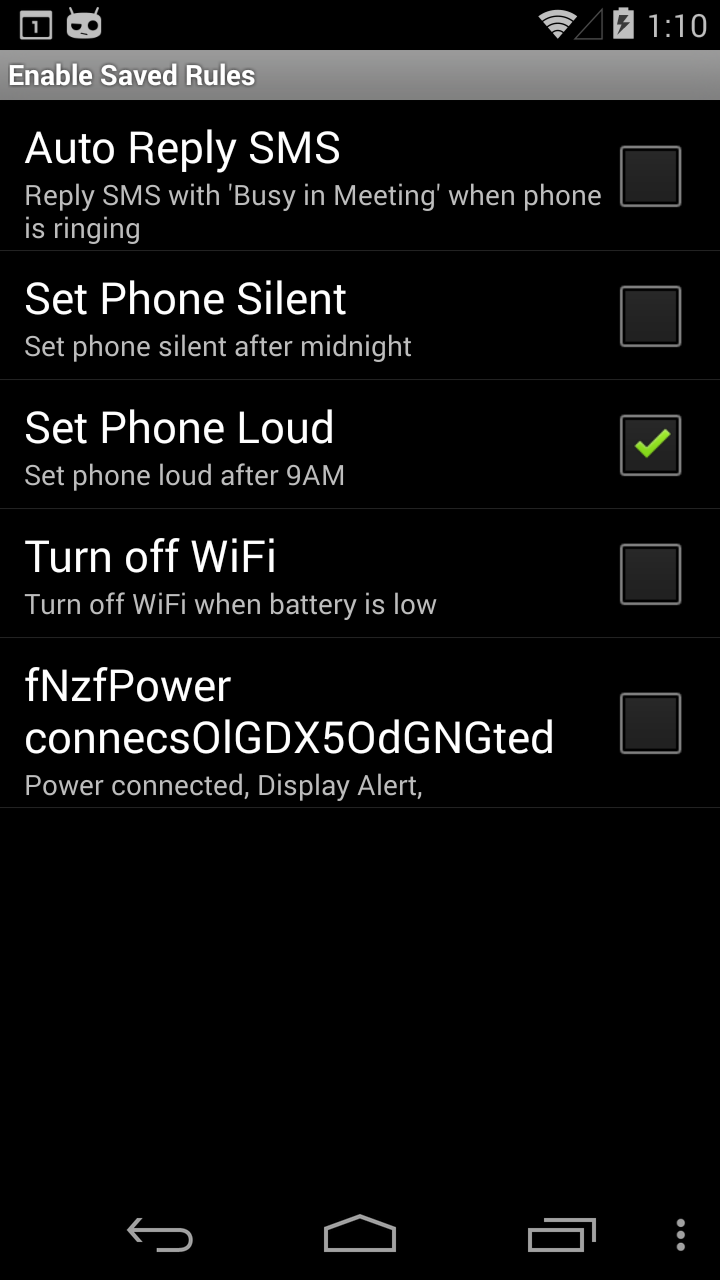 1
1:10
Enable Saved Rules
Auto Reply SMS
Reply SMS with 'Busy in Meeting' when phone
is ringing
Set Phone Silent
Set phone silent after midnight
Set Phone Loud
Set phone loud after 9AM
Turn off WiFi
Turn off WiFi when battery is low
fNzfPower
connecsOlGDX5OdGNGted
Power connected, Display Alert,